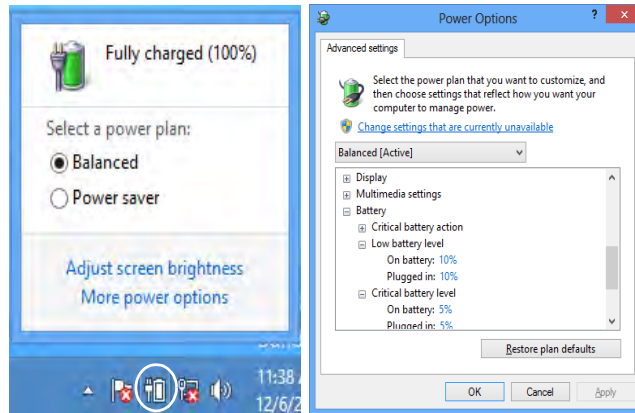 Fully charged (100%)
Select a power plan:
Balanced
Power saver
Adjust screen brightness
More power options
11:38
12/6/2
Power Options
?
x
Advanced settings
Select the power plan that you want to customize, and
then choose settings that reflect how you want your
computer to manage power.
Change settings that are currently unavailable
Balanced [Active]
Display
Multimedia settings
Battery
Critical battery action
Low battery level
On battery: 10%
Plugged in: 10%
Critical battery level
On battery: 5%
Plugged in: 5%
Restore plan defaults
OK
Cancel
Apply